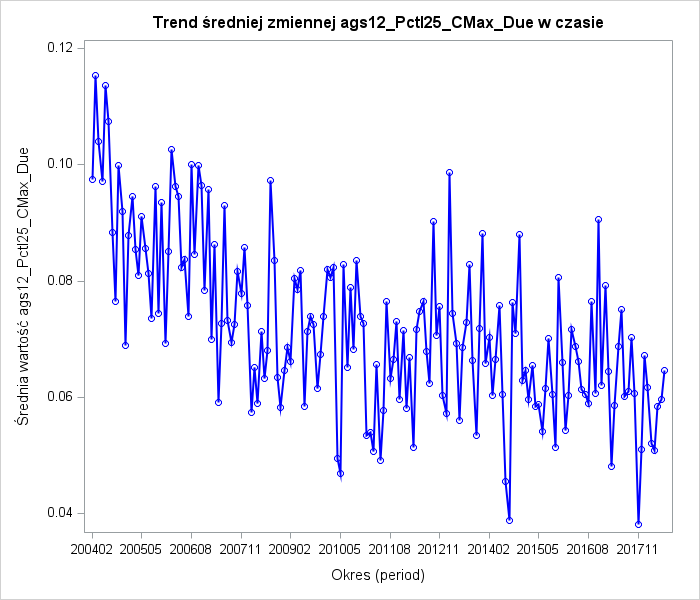 Trend średniej zmiennej ags12_Pctl25_CMax_Due w czasie
Średnia wartość ags12_Pctl25_CMax_Due
0.12
0.10
0.08
0.06
0.04
200402 200505 200608 200711 200902 201005 201108 201211 201402 201505 201608 201711
Okres (period)